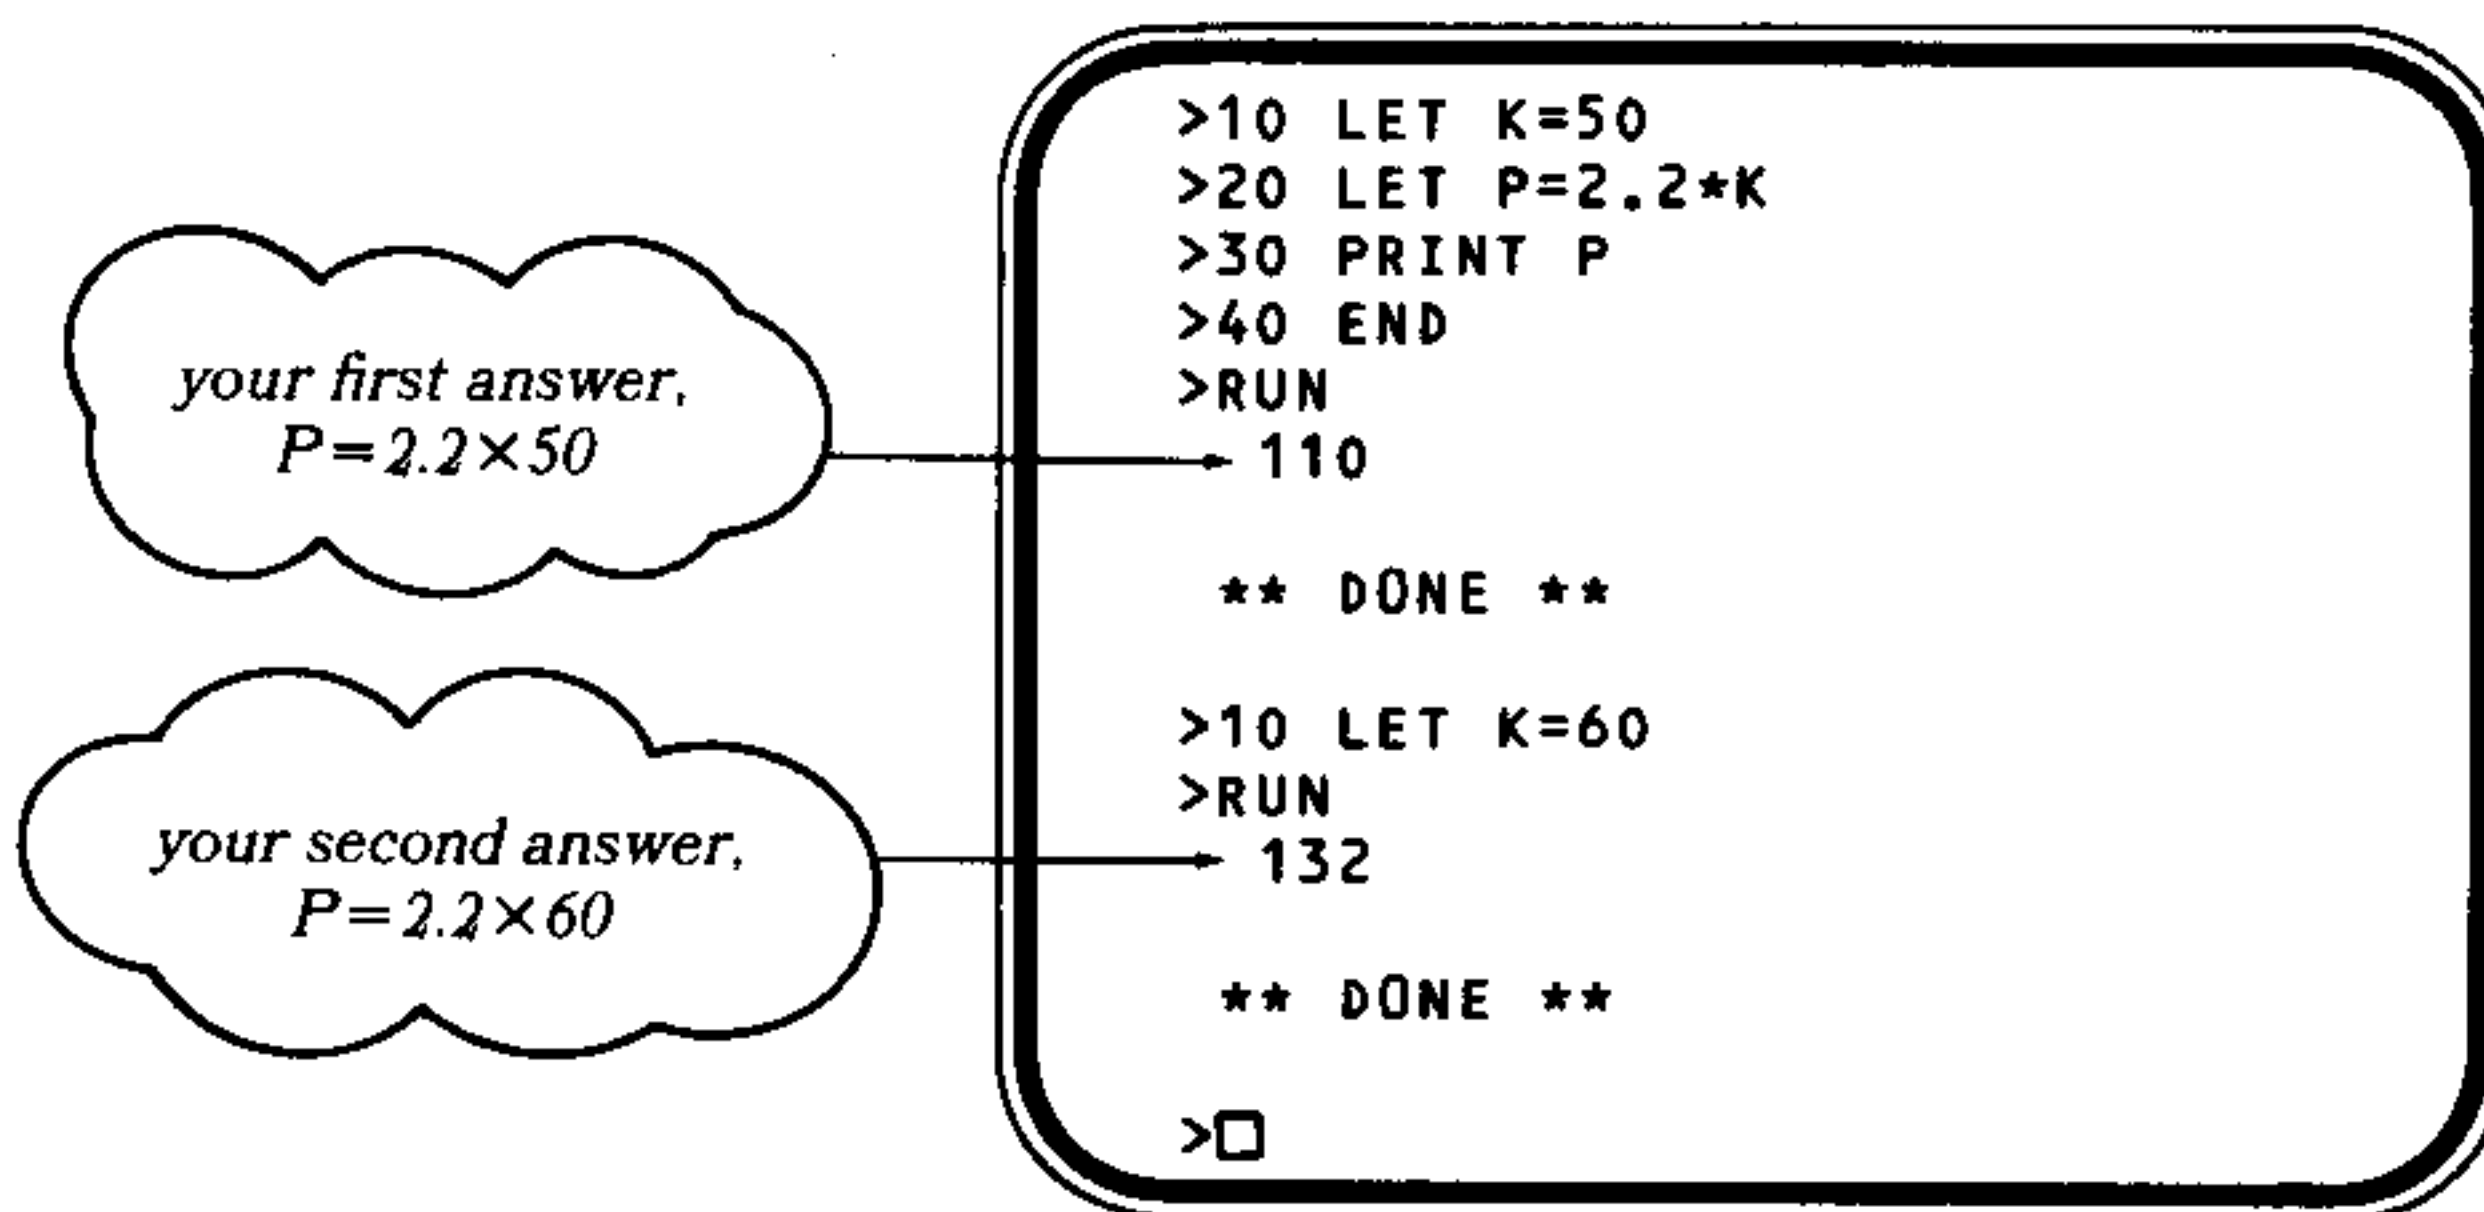 >10 LET K=50
>20 LET P=2.2*K
>30 PRINT P
>40 END
>RUN
your first answer,
P=2.2×50
110
** DONE **
>10 LET K=60
>RUN
your second answer,
P=2.2×60
132
** DONE **
>